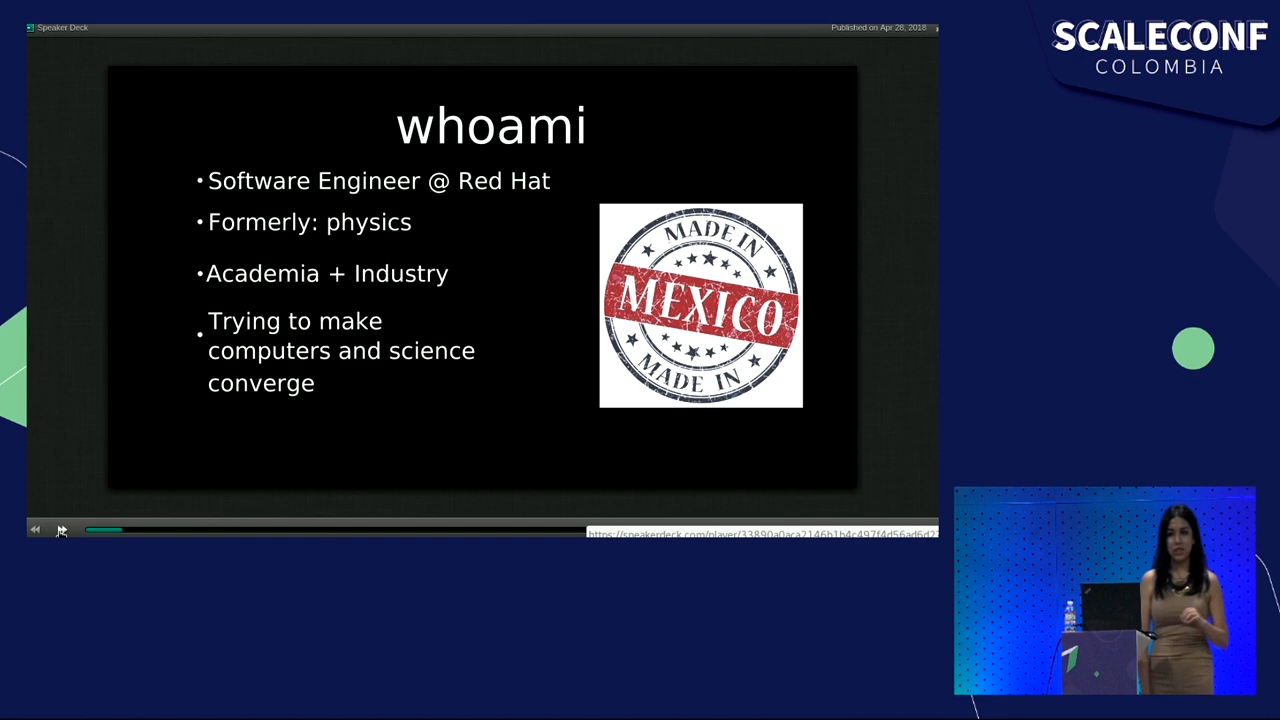 Speaker Deck
Published on Apr 28, 2018
SCALECONF
COLOMBIA
whoami
• Software Engineer @ Red Hat
• Formerly: physics
• Academia + Industry
• Trying to make
computers and science
converge
MADE IN
MEXICO
MADE IN